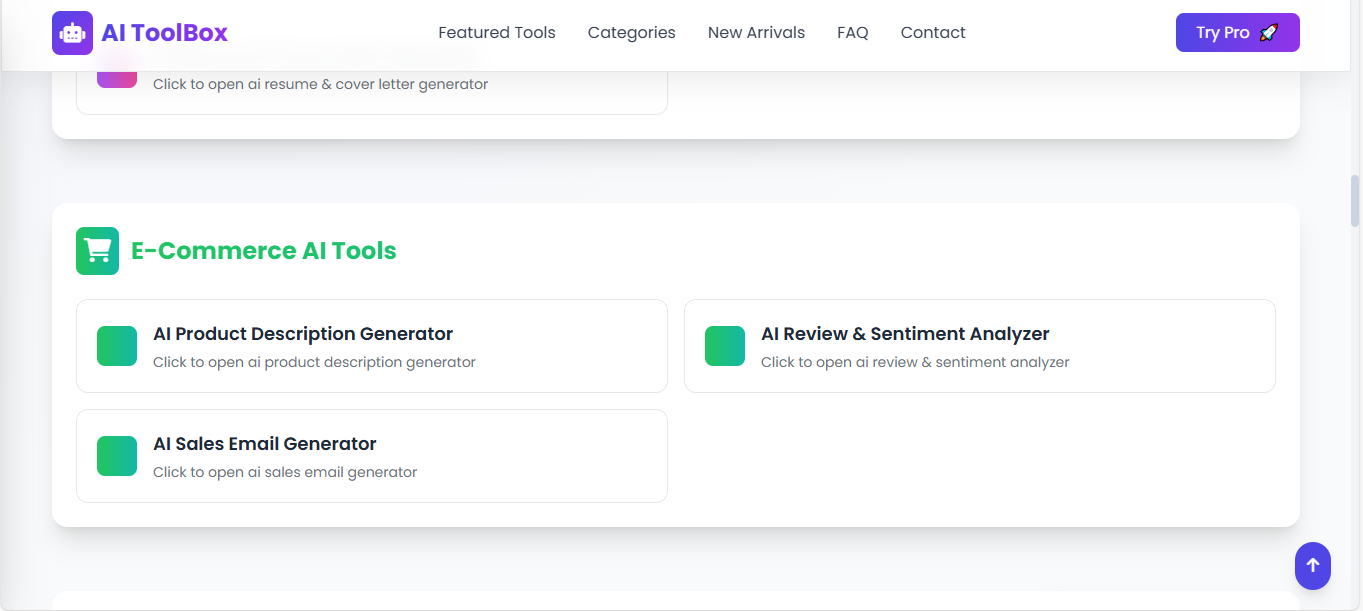 AI ToolBox
Featured Tools
Categories
New Arrivals
FAQ
Contact
Try Pro 🚀
Click to open ai resume & cover letter generator
E-Commerce AI Tools
AI Product Description Generator
Click to open ai product description generator
AI Review & Sentiment Analyzer
Click to open ai review & sentiment analyzer
AI Sales Email Generator
Click to open ai sales email generator